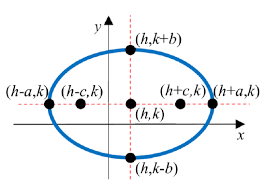 y
(h,k+b)
(h-a,k) (h-c,k) (h+c,k) (h+a,k)
(h,k)
x
(h,k-b)